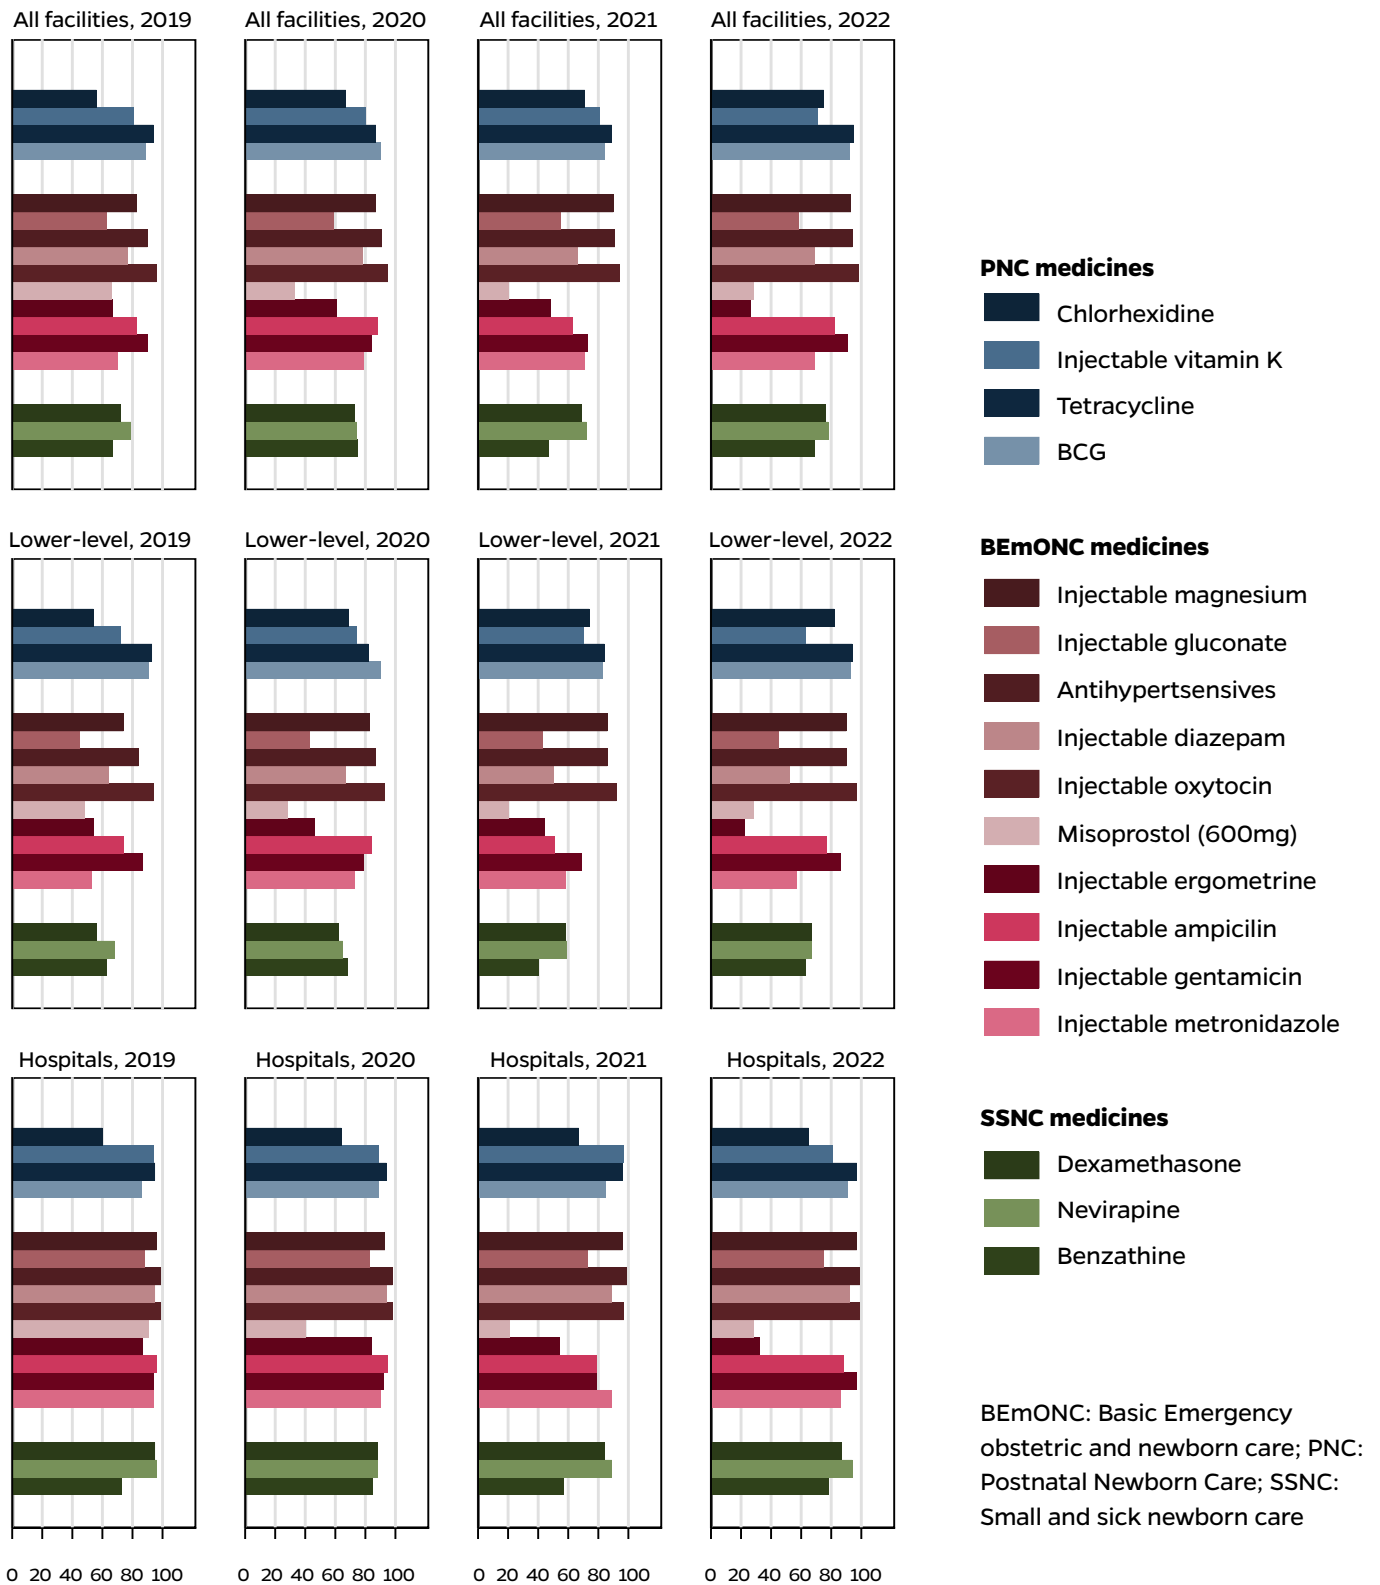 All facilities, 2019
All facilities, 2020
All facilities, 2021
All facilities, 2022
Lower-level, 2019
Lower-level, 2020
Lower-level, 2021
Lower-level, 2022
Hospitals, 2019
Hospitals, 2020
Hospitals, 2021
Hospitals, 2022
0 20 40 60 80 100
0 20 40 60 80 100
0 20 40 60 80 100
0 20 40 60 80 100
PNC medicines
Chlorhexidine
Injectable vitamin K
Tetracycline
BCG
BEmONC medicines
Injectable magnesium
Injectable gluconate
Antihypertsensives
Injectable diazepam
Injectable oxytocin
Misoprostol (600mg)
Injectable ergometrine
Injectable ampicilin
Injectable gentamicin
Injectable metronidazole
SSNC medicines
Dexamethasone
Nevirapine
Benzathine
BEmONC: Basic Emergency
obstetric and newborn care; PNC:
Postnatal Newborn Care; SSNC:
Small and sick newborn care